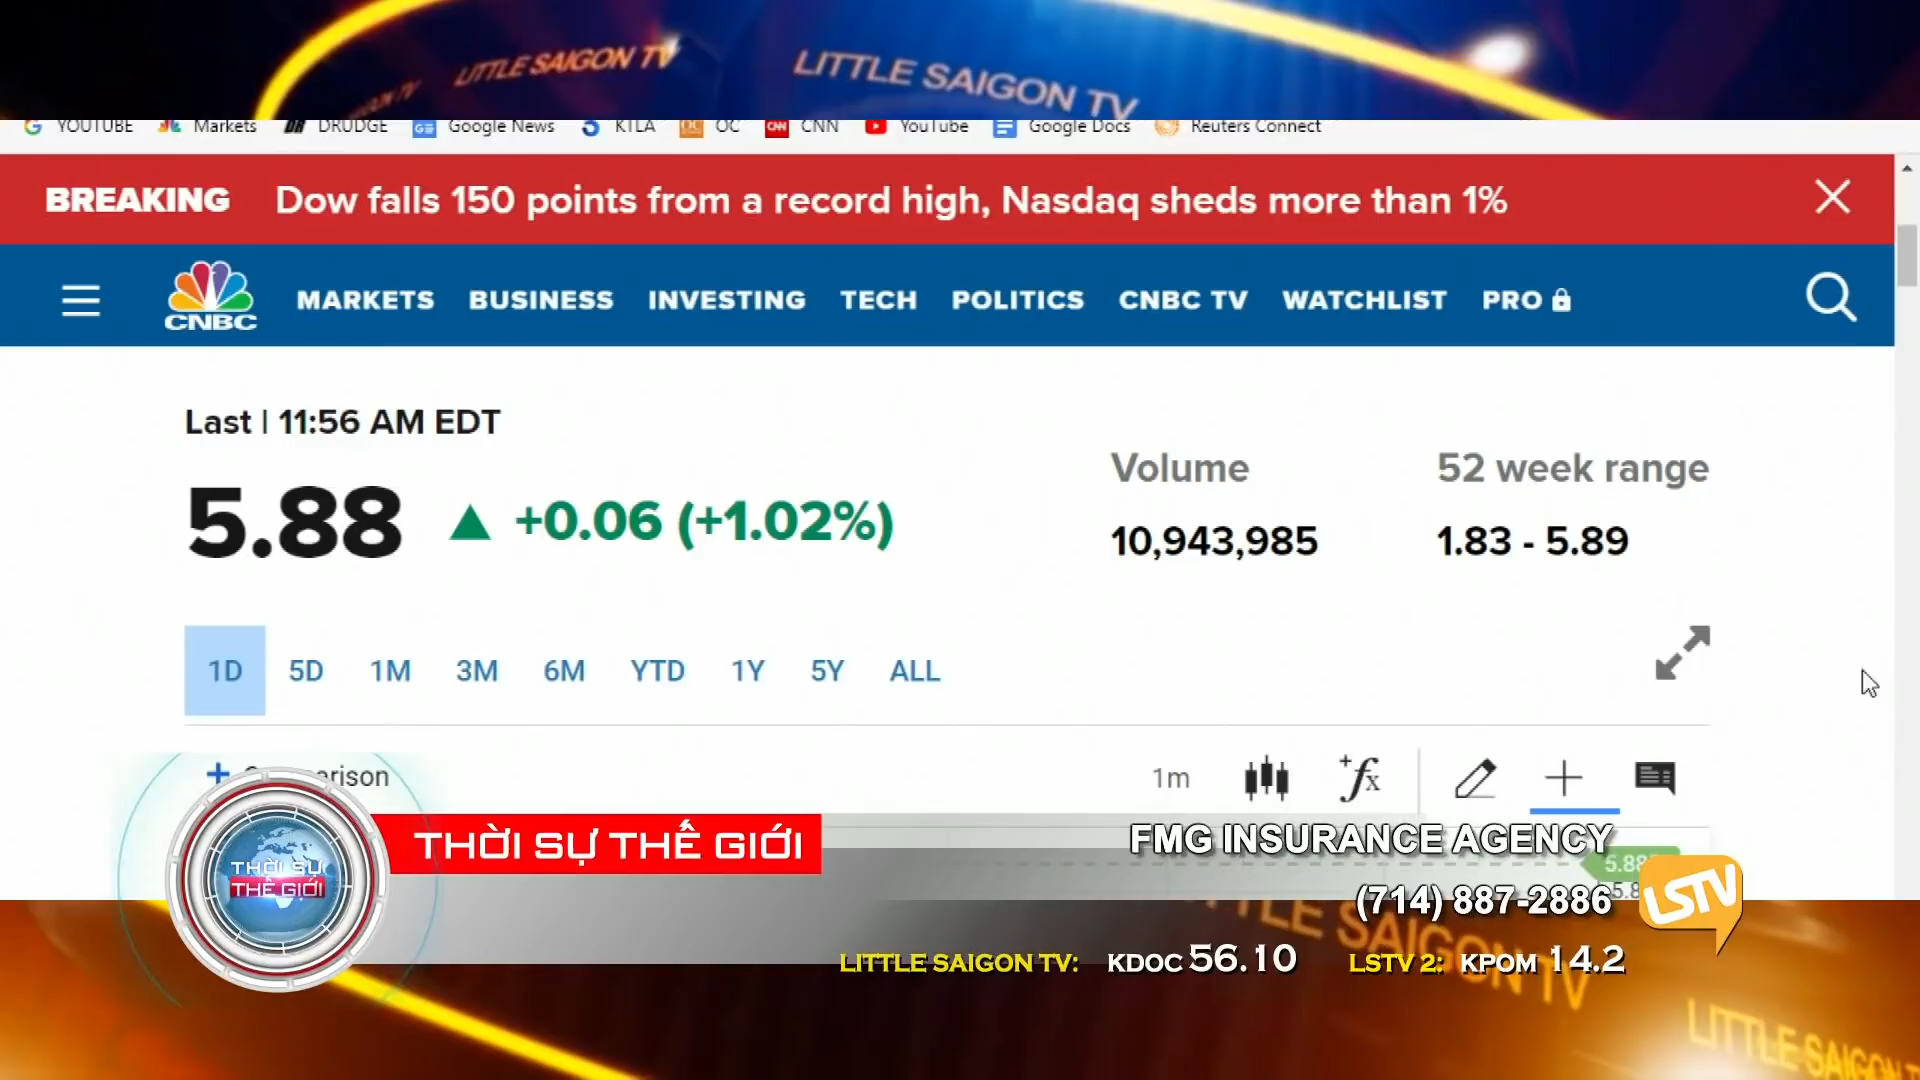 LITTLE SAIGON TV
LITTLE SAIGON TV
YOUTUBE Markets DRUDGE Google News KTLA OC CNN YouTube Google Docs Reuters Connect
BREAKING Dow falls 150 points from a record high, Nasdaq sheds more than 1%
CNBC MARKETS BUSINESS INVESTING TECH POLITICS CNBC TV WATCHLIST PRO
Last | 11:56 AM EDT
Volume 52 week range
5.88 +0.06 (+1.02%)
10,943,985 1.83 - 5.89
1D 5D 1M 3M 6M YTD 1Y 5Y ALL
1m
THỜI SỰ THẾ GIỚI
THỜI SỰ
THẾ GIỚI
FMG INSURANCE AGENCY
(714) 887-2886
LSTV
LITTLE SAIGON TV: KDOC 56.10 LSTV 2: KPOM 14.2
LITTLE SAIGON TV